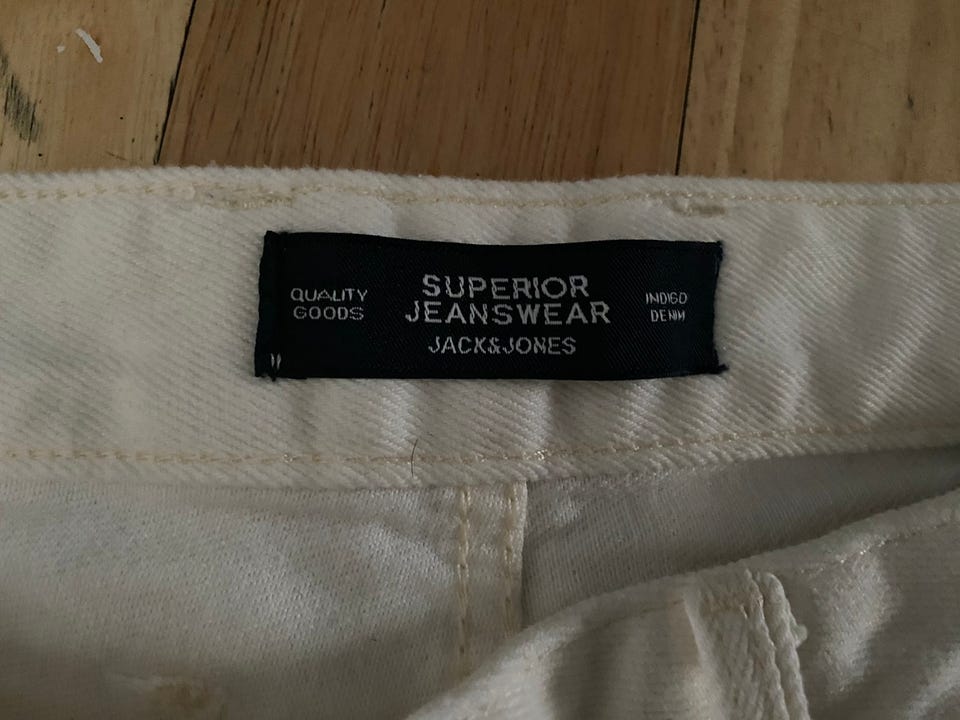 QUALITY
GOODS
SUPERIOR
JEANSWEAR
JACK&JONES
INDIGO
DENIM